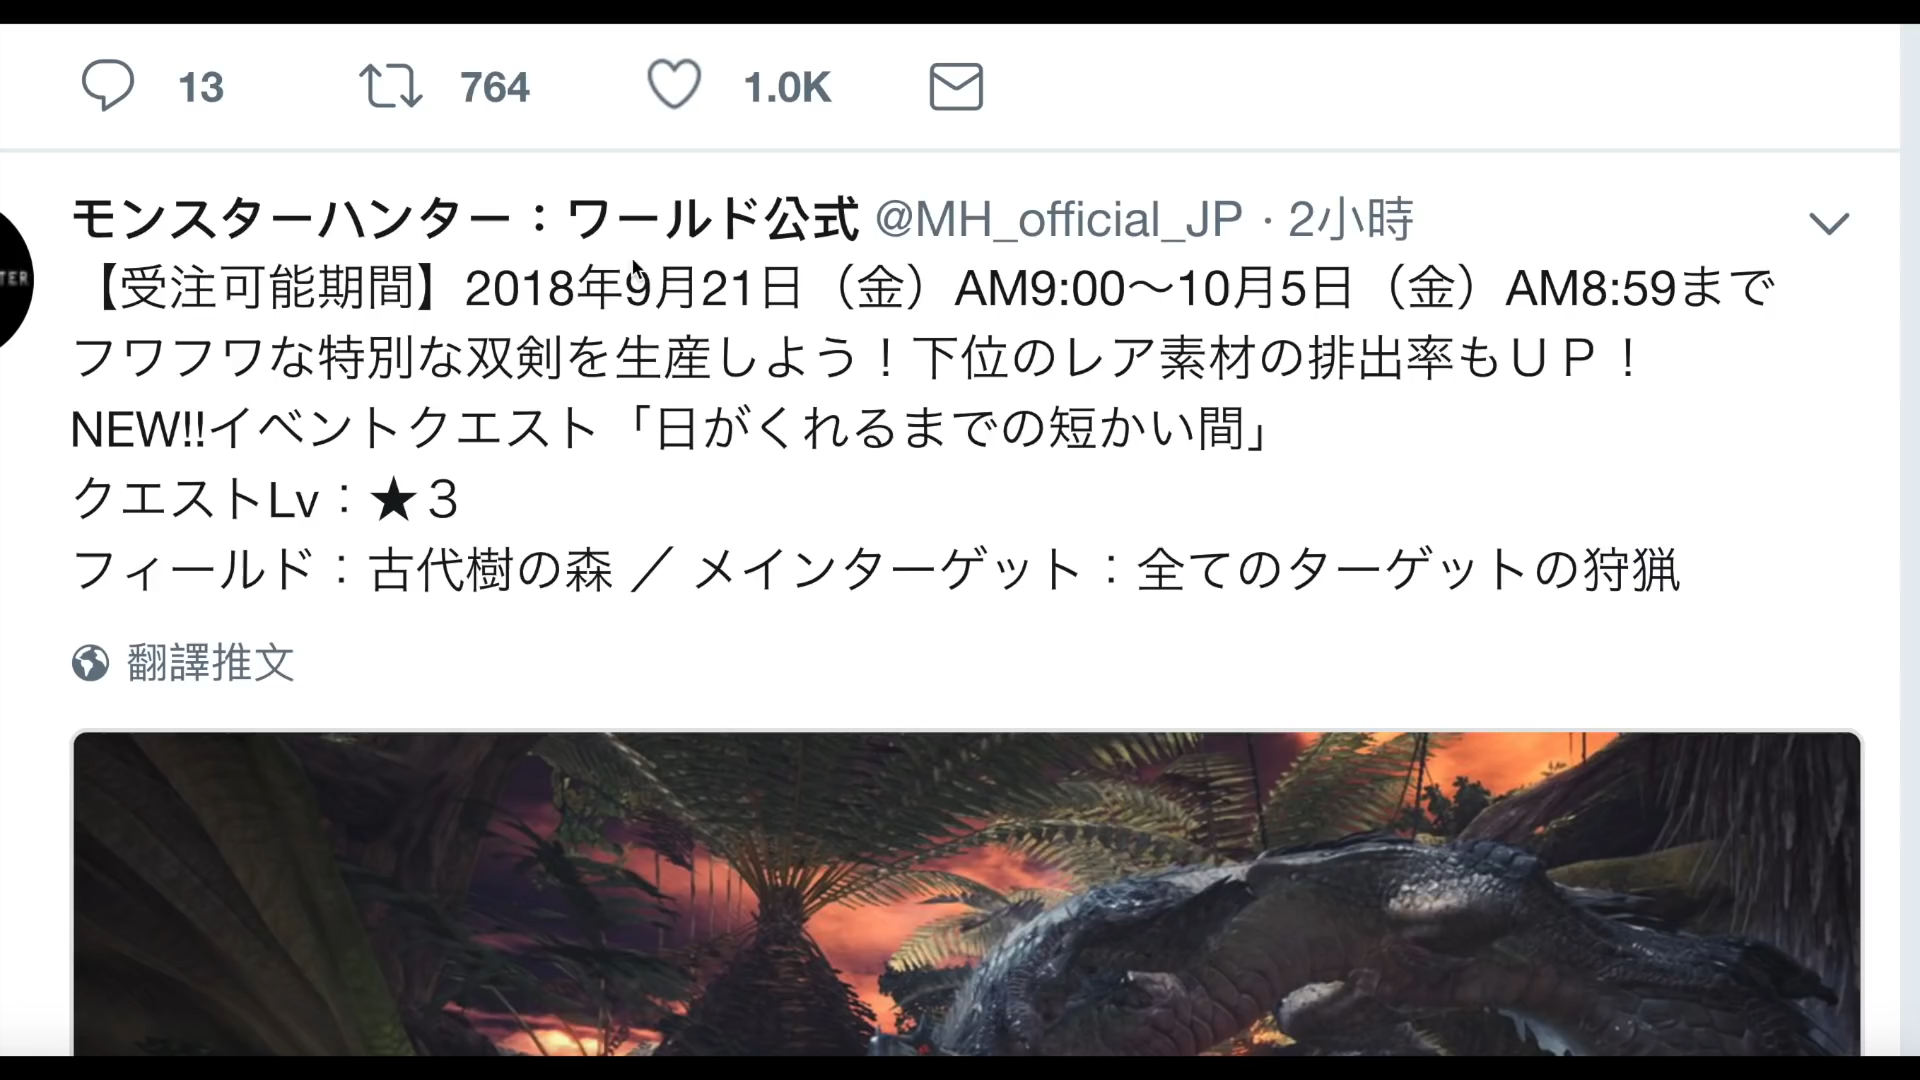 13 764 1.0K
モンスターハンター：ワールド公式 @MH_official_JP · 2小時
TER
【受注可能期間】2018年9月21日（金）AM9:00～10月5日（金）AM8:59まで
フワフワな特別な双剣を生産しよう！下位のレア素材の排出率もＵＰ！
NEW!!イベントクエスト「日がくれるまでの短かい間」
クエストLv：★３
フィールド：古代樹の森 ／ メインターゲット：全てのターゲットの狩猟
翻譯推文